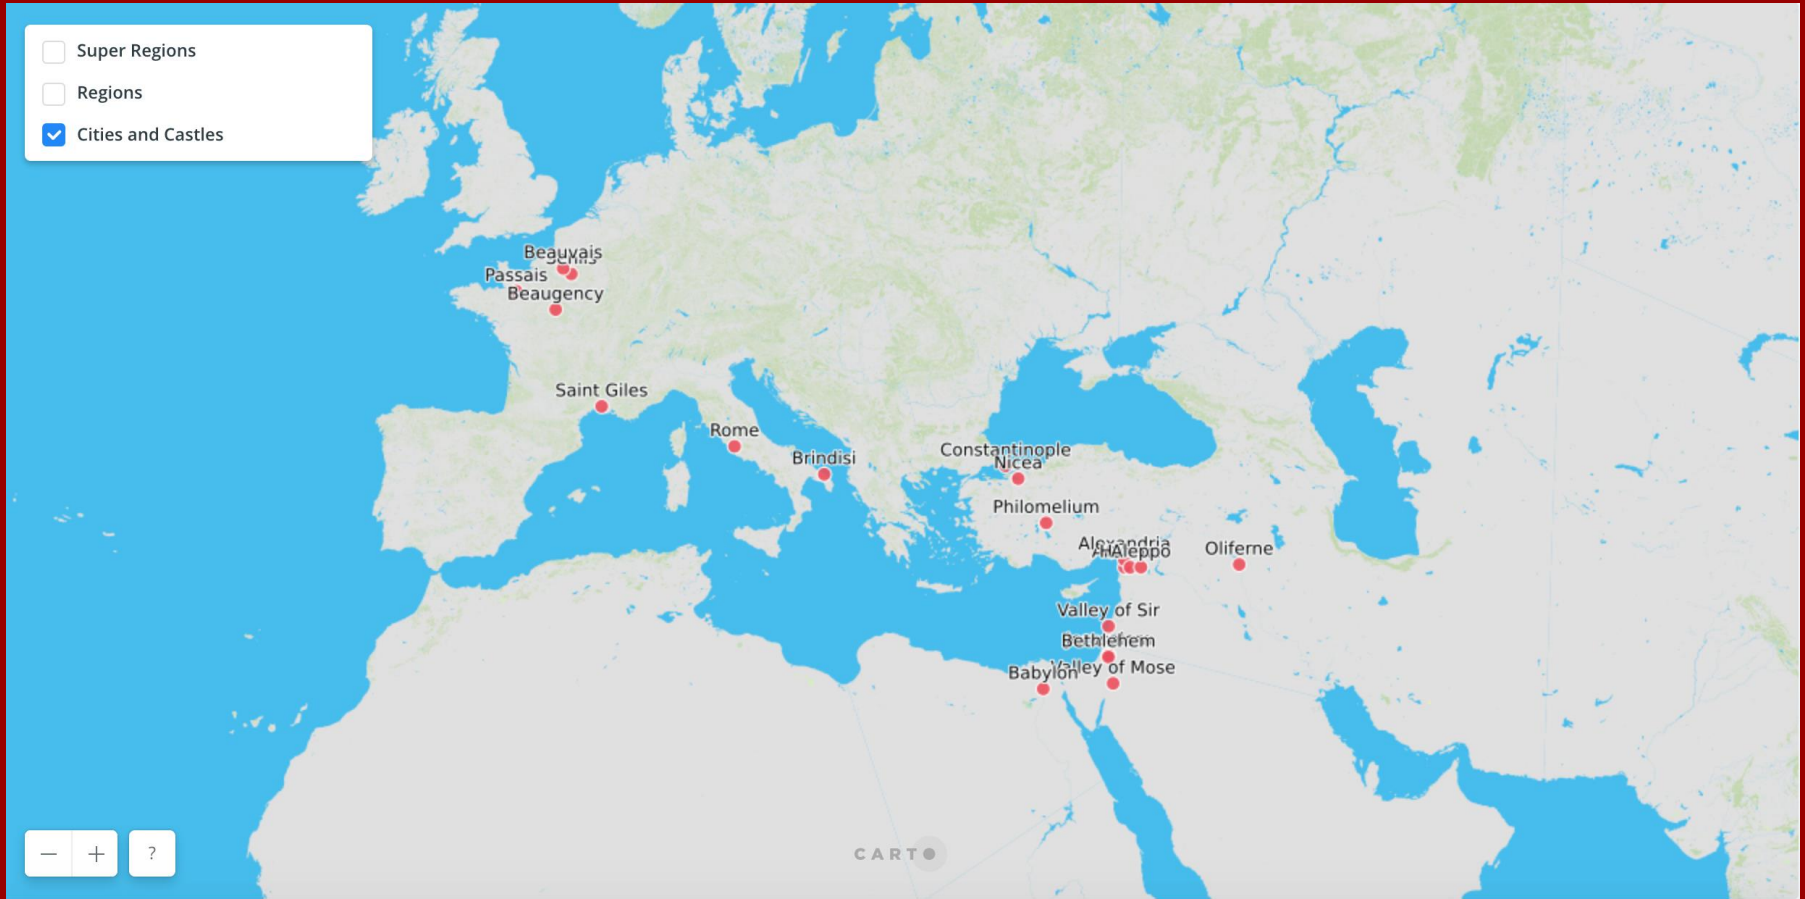 Super Regions
Regions
Cities and Castles
Beauvais
Senlis
Passais
Beaugency
Saint Giles
Rome
Brindisi
Constantinople
Nicea
Philomelium
Alexandria
Aleppo
Oliferne
Valley of Sir
Bethlehem
Valley of Mose
Babylon
− + ?
CARTO